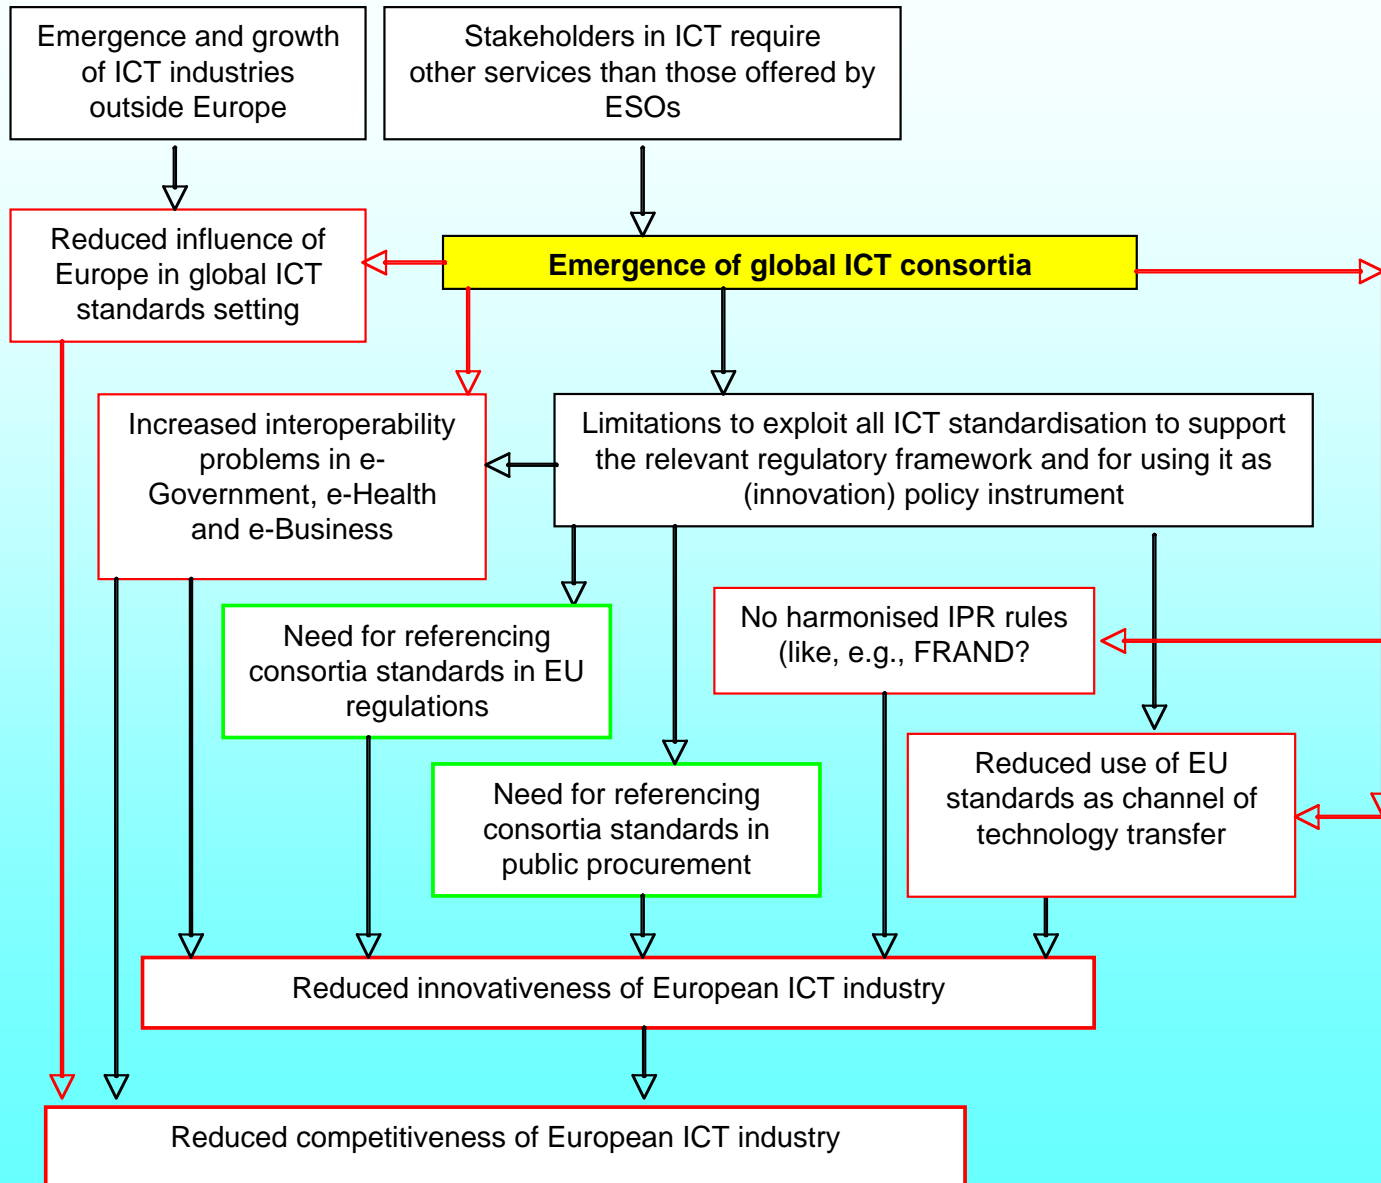 Emergence and growth
of ICT industries
outside Europe
Stakeholders in ICT require
other services than those offered by
ESOs
Reduced influence of
Europe in global ICT
standards setting
Emergence of global ICT consortia
Increased interoperability
problems in e-
Government, e-Health
and e-Business
Limitations to exploit all ICT standardisation to support
the relevant regulatory framework and for using it as
(innovation) policy instrument
Need for referencing
consortia standards in EU
regulations
No harmonised IPR rules
(like, e.g., FRAND?
Need for referencing
consortia standards in
public procurement
Reduced use of EU
standards as channel of
technology transfer
Reduced innovativeness of European ICT industry
Reduced competitiveness of European ICT industry